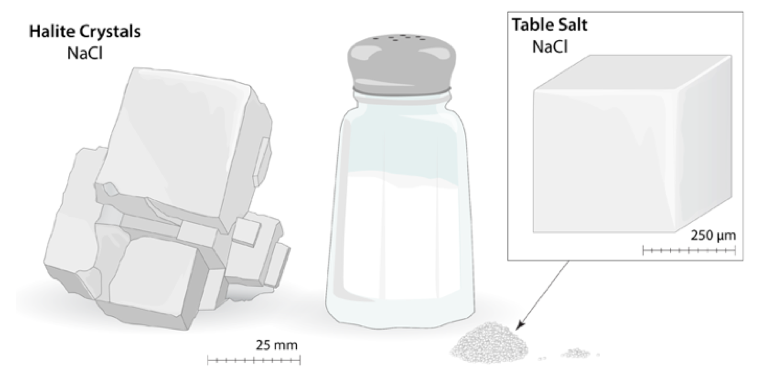 Halite Crystals
NaCl
Table Salt
NaCl
250 µm
25 mm